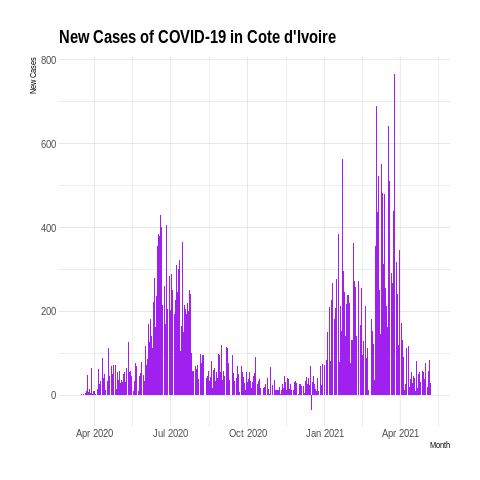 New Cases of COVID-19 in Cote d'Ivoire
New Cases
800
600
400
200
0
Apr 2020 Jul 2020 Oct 2020 Jan 2021 Apr 2021
Month